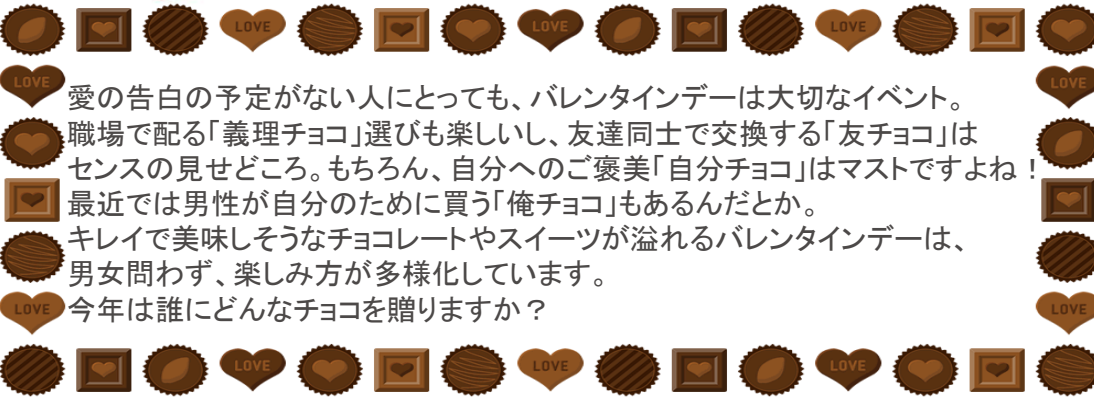 LOVE LOVE LOVE
LOVE LOVE
愛の告白の予定がない人にとっても、バレンタインデーは大切なイベント。
職場で配る「義理チョコ」選びも楽しいし、友達同士で交換する「友チョコ」は
センスの見せどころ。もちろん、自分へのご褒美「自分チョコ」はマストですよね！
最近では男性が自分のために買う「俺チョコ」もあるんだとか。
キレイで美味しそうなチョコレートやスイーツが溢れるバレンタインデーは、
男女問わず、楽しみ方が多様化しています。
今年は誰にどんなチョコを贈りますか？
LOVE LOVE
LOVE LOVE LOVE